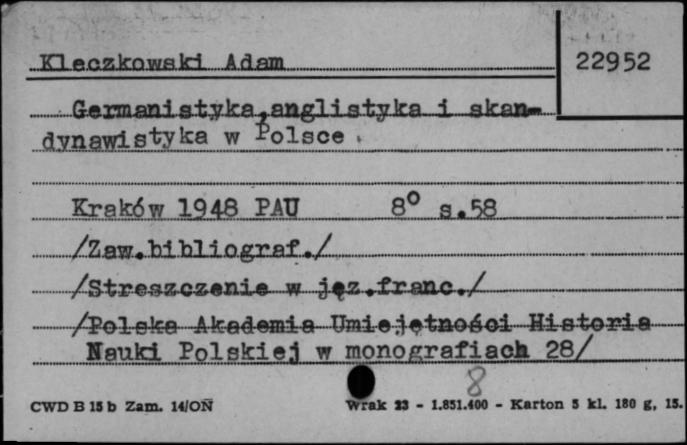 Kleczkowski Adam
22952
Germanistyka,anglistyka i skan-
dynawistyka w Polsce
Kraków 1948 PAU 8° s.58
/Zaw.bibliograf./
/Streszczenie w jęz.franc./
/Polska Akademia Umiejętności Historia
Nauki Polskiej w monografiach 28/
8
CWD B 15 b Zam. 14/ON Wrak 23 - 1.851.400 - Karton 5 kl. 180 g, 15.